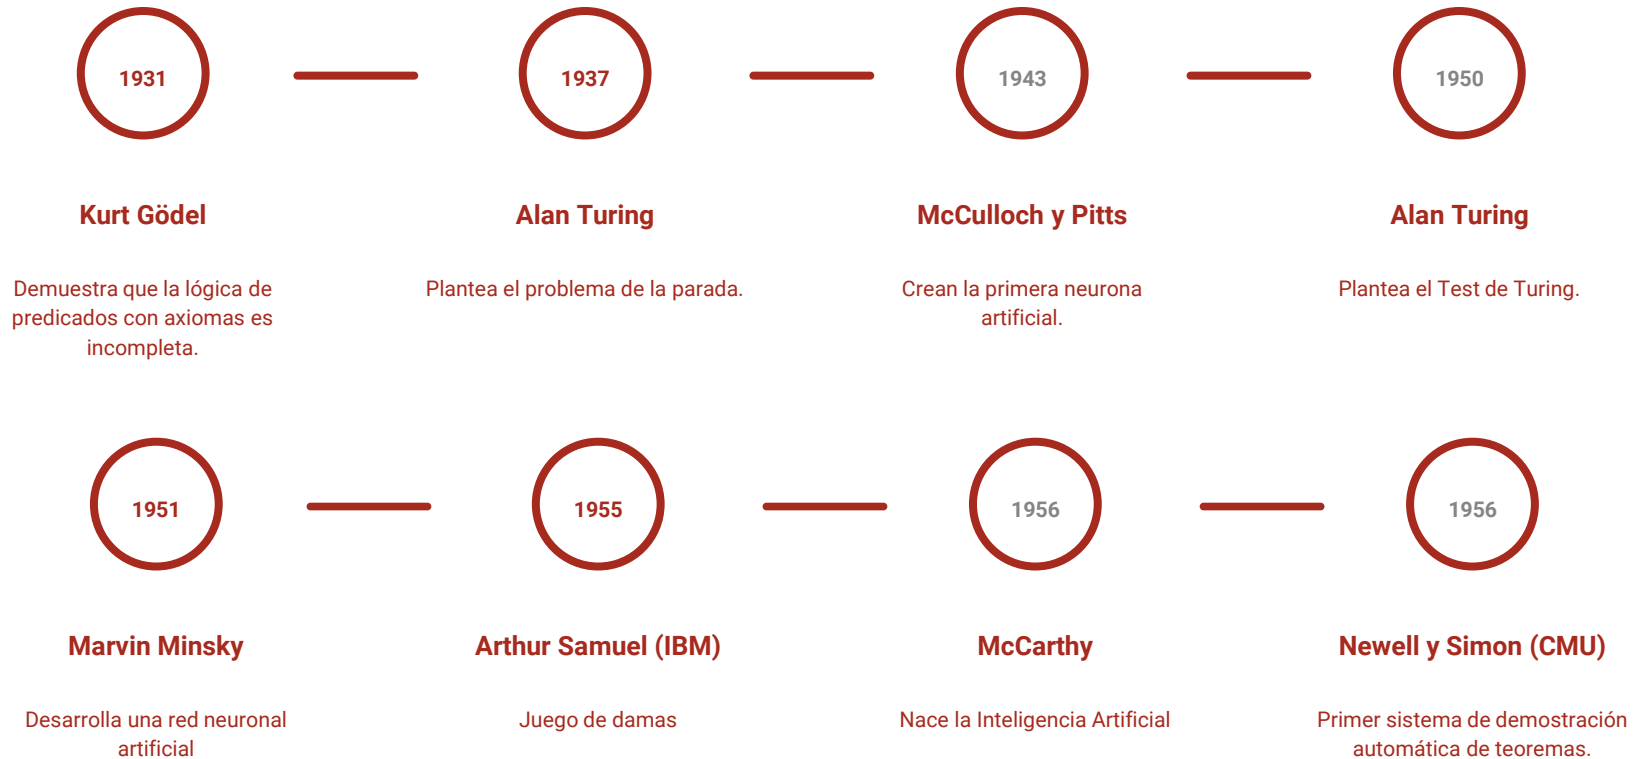 1931
1937
1943
1950
Kurt Gödel
Alan Turing
McCulloch y Pitts
Alan Turing
Demuestra que la lógica de
predicados con axiomas es
incompleta.
Plantea el problema de la parada.
Crean la primera neurona
artificial.
Plantea el Test de Turing.
1951
1955
1956
1956
Marvin Minsky
Arthur Samuel (IBM)
McCarthy
Newell y Simon (CMU)
Desarrolla una red neuronal
artificial
Juego de damas
Nace la Inteligencia Artificial
Primer sistema de demostración
automática de teoremas.